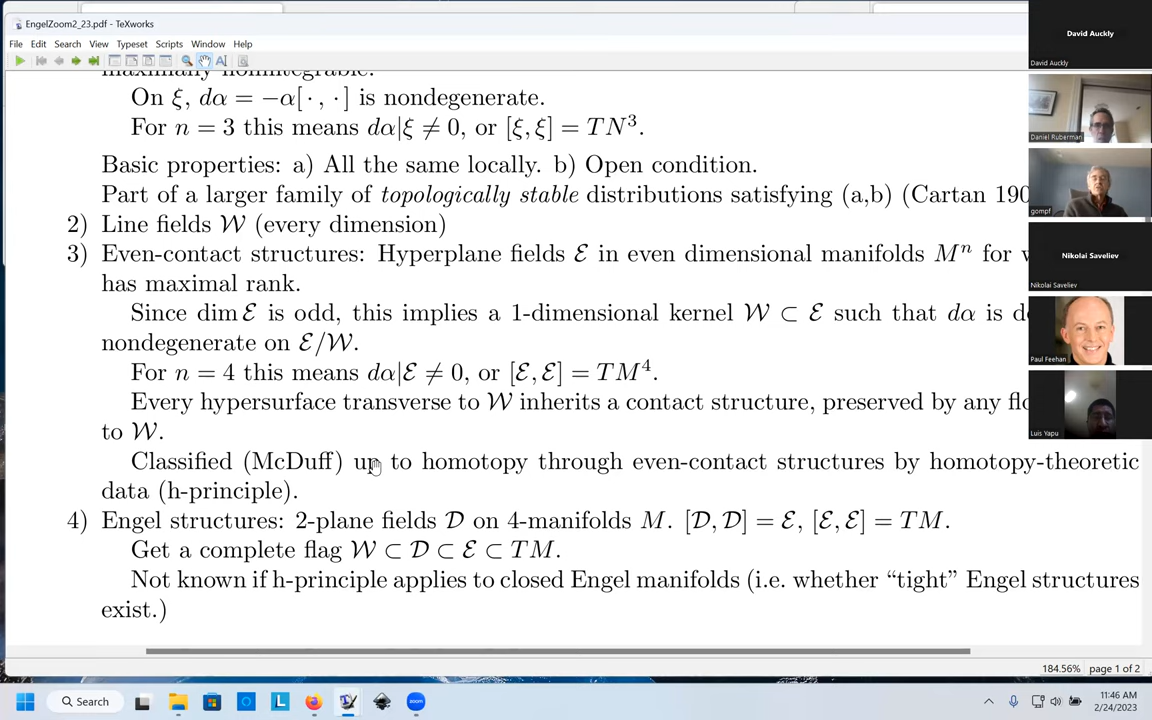 EngelZoom2_23.pdf - TeXworks
File Edit Search View Typeset Scripts Window Help
maximally nonintegrable.
On ξ, dα = −α[· , ·] is nondegenerate.
For n = 3 this means dα|ξ ≠ 0, or [ξ, ξ] = TN³.
Basic properties: a) All the same locally. b) Open condition.
Part of a larger family of topologically stable distributions satisfying (a,b) (Cartan 190
2) Line fields 𝒲 (every dimension)
3) Even-contact structures: Hyperplane fields ℰ in even dimensional manifolds Mⁿ for
has maximal rank.
Since dim ℰ is odd, this implies a 1-dimensional kernel 𝒲 ⊂ ℰ such that dα is
nondegenerate on ℰ/𝒲.
For n = 4 this means dα|ℰ ≠ 0, or [ℰ, ℰ] = TM⁴.
Every hypersurface transverse to 𝒲 inherits a contact structure, preserved by any
to 𝒲.
Classified (McDuff) up to homotopy through even-contact structures by homotopy-theoretic
data (h-principle).
4) Engel structures: 2-plane fields 𝒟 on 4-manifolds M. [𝒟, 𝒟] = ℰ, [ℰ, ℰ] = TM.
Get a complete flag 𝒲 ⊂ 𝒟 ⊂ ℰ ⊂ TM.
Not known if h-principle applies to closed Engel manifolds (i.e. whether “tight” Engel structures
exist.)
184.56% page 1 of 2
David Auckly
David Auckly
Daniel Ruberman
gompf
Nikolai Saveliev
Nikolai Saveliev
Paul Feehan
Luis Yapu
Search
L
zoom
11:46 AM
2/24/2023